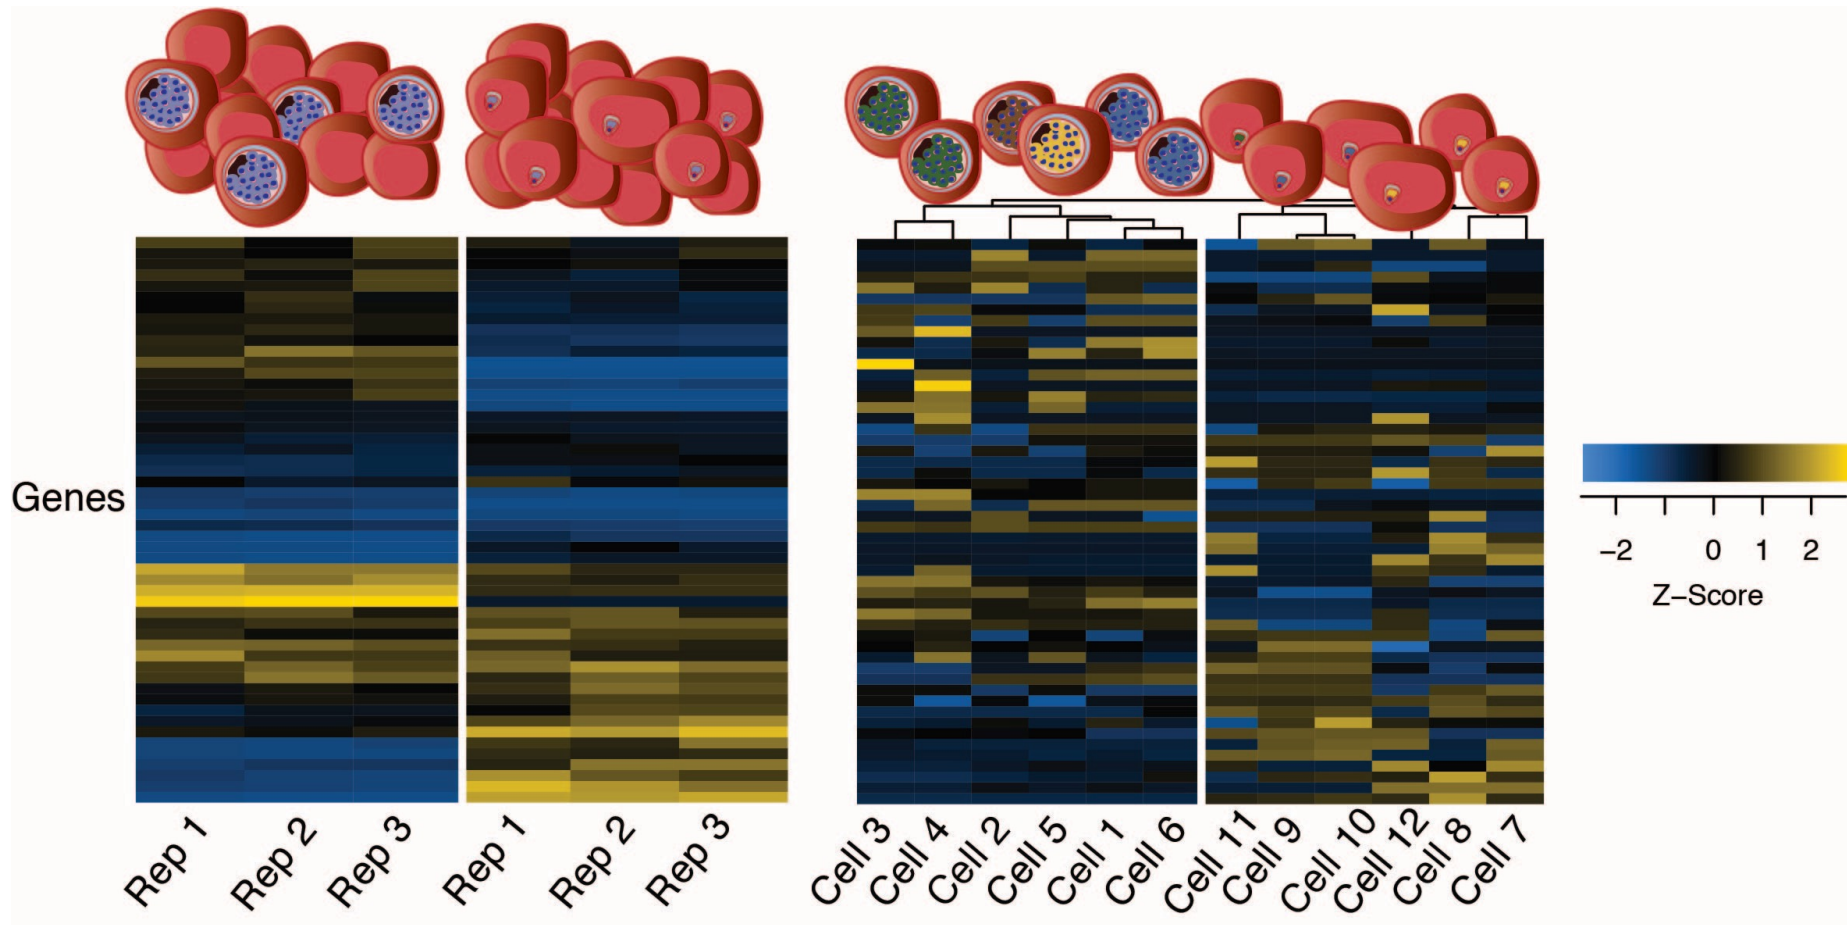 Genes
Rep 1
Rep 2
Rep 3
Rep 1
Rep 2
Rep 3
Cell 3
Cell 4
Cell 2
Cell 5
Cell 1
Cell 6
Cell 11
Cell 9
Cell 10
Cell 12
Cell 8
Cell 7
−2 0 1 2
Z−Score